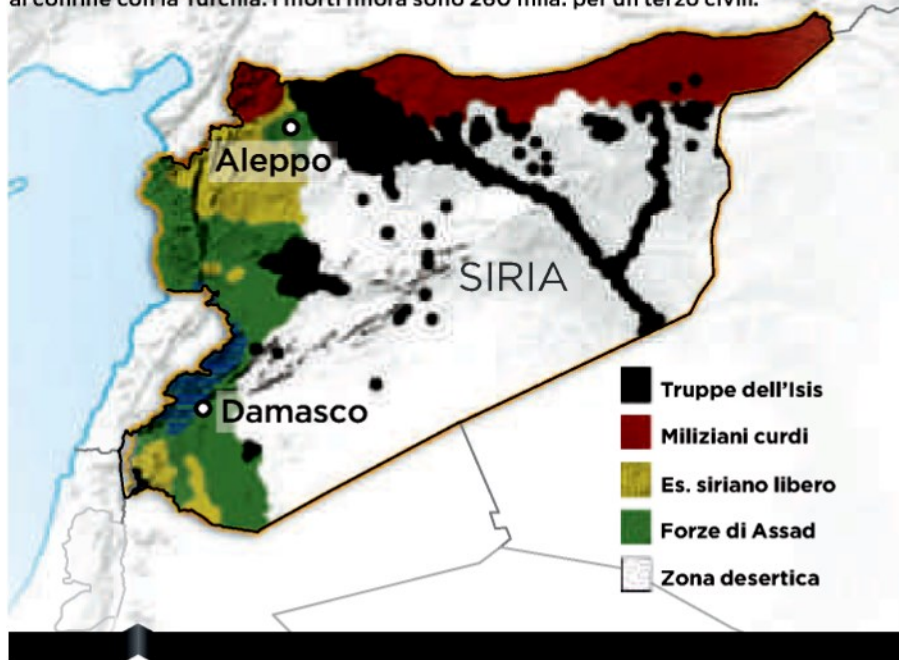 al confine con la Turchia. I morti finora sono 260 mila: per un terzo civili.
Aleppo
SIRIA
Damasco
Truppe dell'Isis
Miliziani curdi
Es. siriano libero
Forze di Assad
Zona desertica